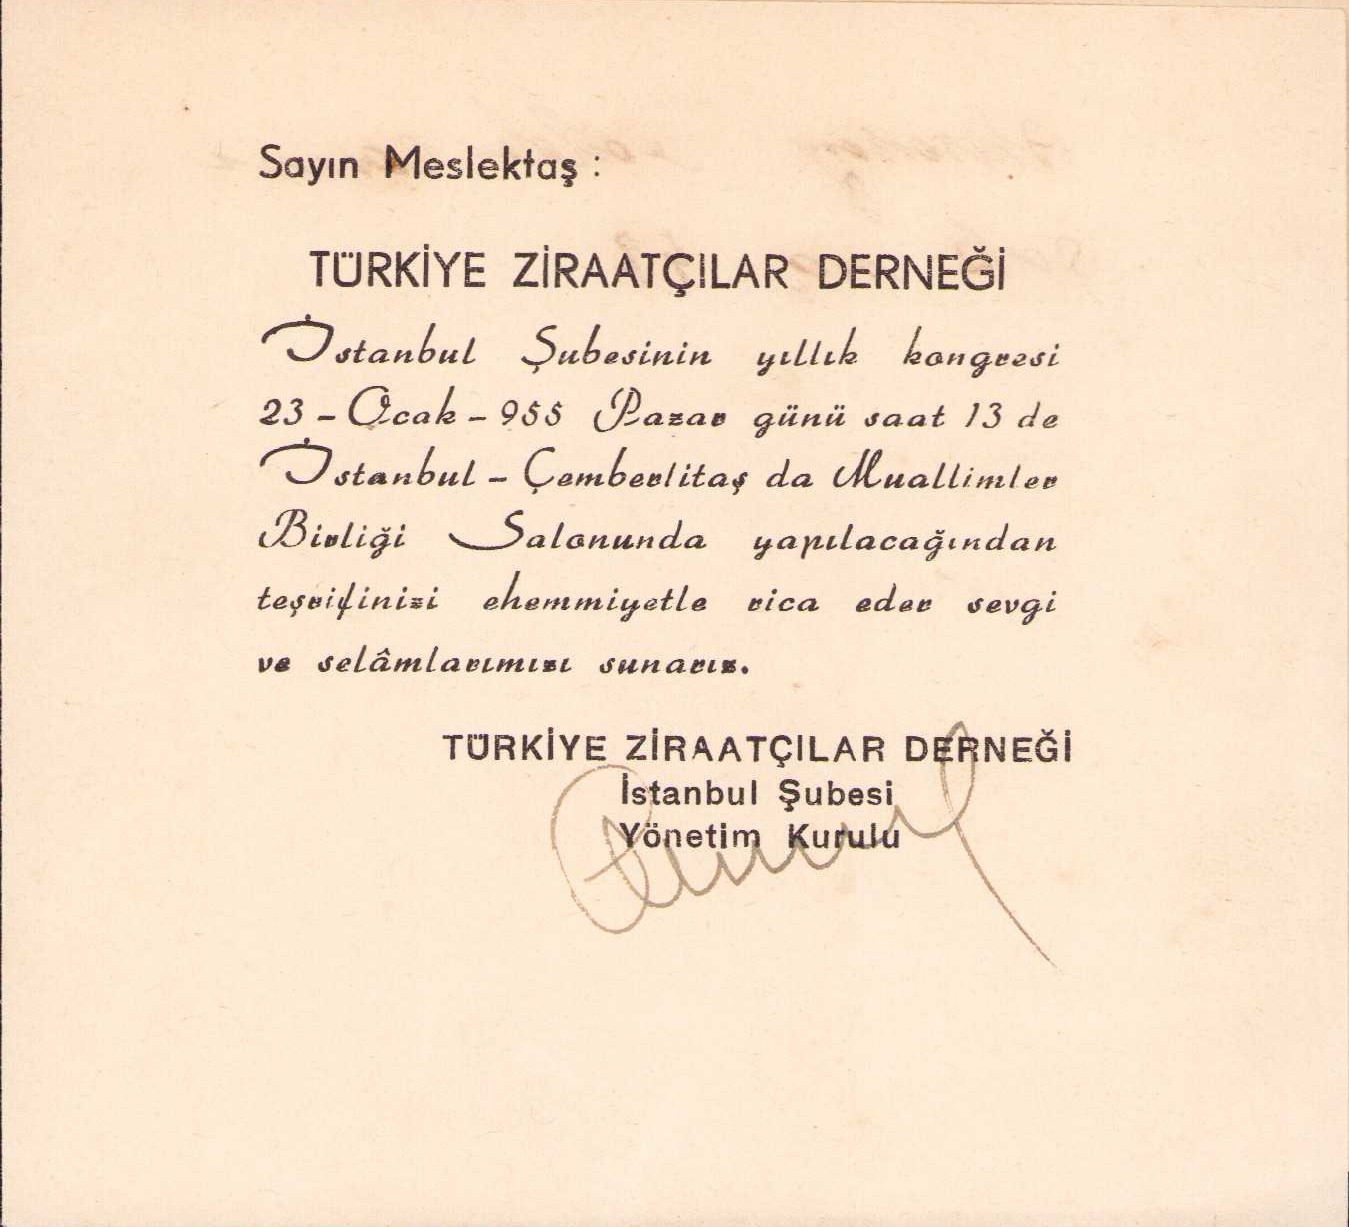 Sayın Meslektaş :
TÜRKİYE ZİRAATÇILAR DERNEĞİ
İstanbul Şubesinin yıllık kongresi
23 - Ocak - 955 Pazar günü saat 13 de
İstanbul - Çemberlitaş da Muallimler
Birliği Salonunda yapılacağından
teşrifinizi ehemmiyetle rica eder sevgi
ve selâmlarımızı sunarız.
TÜRKİYE ZİRAATÇILAR DERNEĞİ
İstanbul Şubesi
Yönetim Kurulu